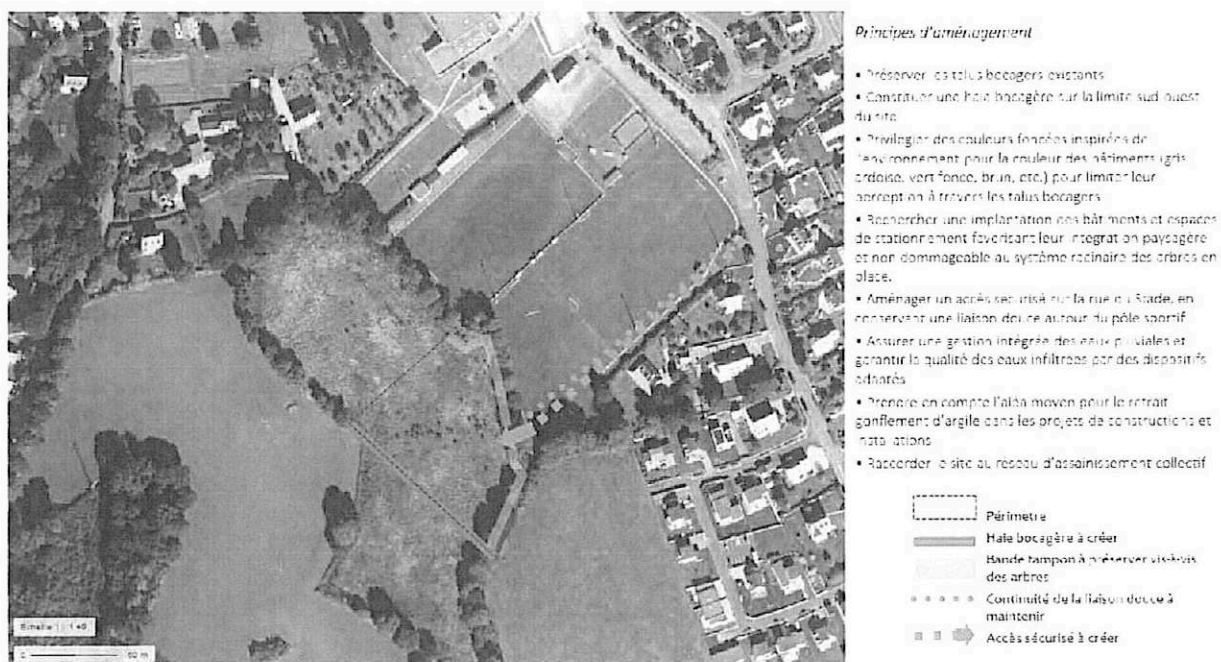 Principes d'aménagement
• Préserver les talus bocagers existants
• Constituer une haie bocagère sur la limite sud-ouest
du site
• Privilégier des couleurs foncées inspirées de
l'environnement pour la couleur des bâtiments (gris
ardoise, vert foncé, brun, etc.) pour limiter leur
perception à travers les talus bocagers
• Rechercher une implantation des bâtiments et espaces
de stationnement favorisant leur intégration paysagère
et non dommageable au système racinaire des arbres en
place.
• Aménager un accès sécurisé sur la rue du Stade, en
conservant une liaison douce autour du pôle sportif
• Assurer une gestion intégrée des eaux pluviales et
garantir la qualité des eaux infiltrées par des dispositifs
adaptés
• Prendre en compte l'aléa moyen pour le retrait
gonflement d'argile dans les projets de constructions et
installations
• Raccorder le site au réseau d'assainissement collectif
Périmètre
Haie bocagère à créer
Bande tampon à préserver vis-à-vis
des arbres
Continuité de la liaison douce à
maintenir
Accès sécurisé à créer
0 50 m